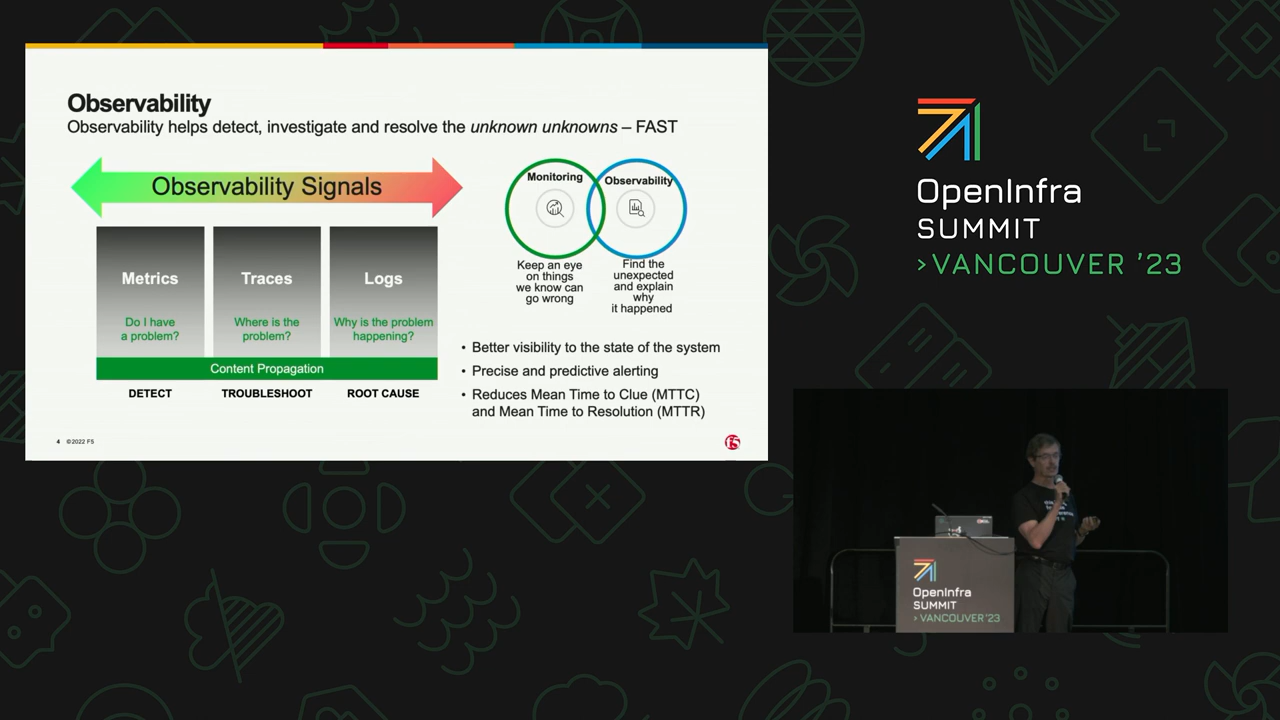 Observability
Observability helps detect, investigate and resolve the unknown unknowns – FAST
Observability Signals
Metrics
Do I have
a problem?
Traces
Where is the
problem?
Logs
Why is the problem
happening?
Content Propagation
DETECT
TROUBLESHOOT
ROOT CAUSE
Monitoring
Keep an eye
on things
we know can
go wrong
Observability
Find the
unexpected
and explain
why
it happened
• Better visibility to the state of the system
• Precise and predictive alerting
• Reduces Mean Time to Clue (MTTC)
and Mean Time to Resolution (MTTR)
4 ©2022 F5
f5
OpenInfra
SUMMIT
>VANCOUVER '23
OpenInfra
SUMMIT
> VANCOUVER '23